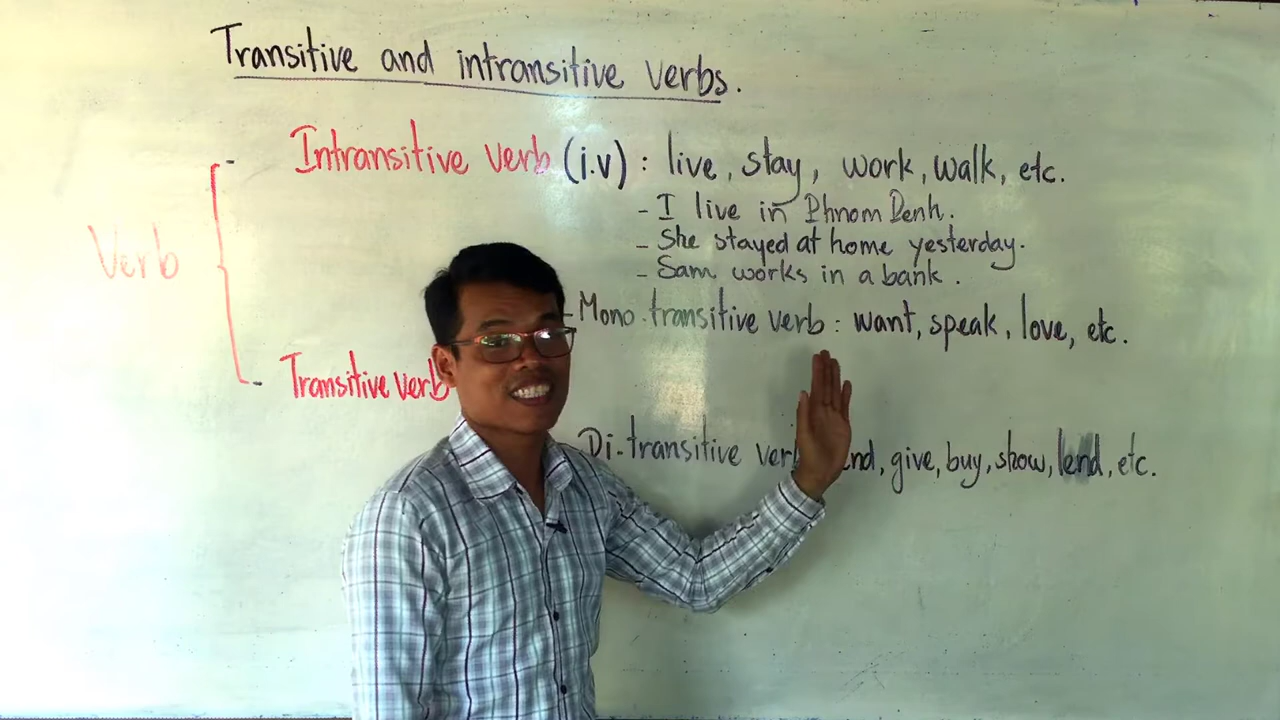 Transitive and intransitive verbs.
Intransitive verb (i.v) : live, stay, work, walk, etc.
- I live in Phnom Penh.
- She stayed at home yesterday.
- Sam works in a bank.
Verb
- Mono.transitive verb : want, speak, love, etc.
- Transitive verb
Di-transitive verb give, buy, show, lend, etc.